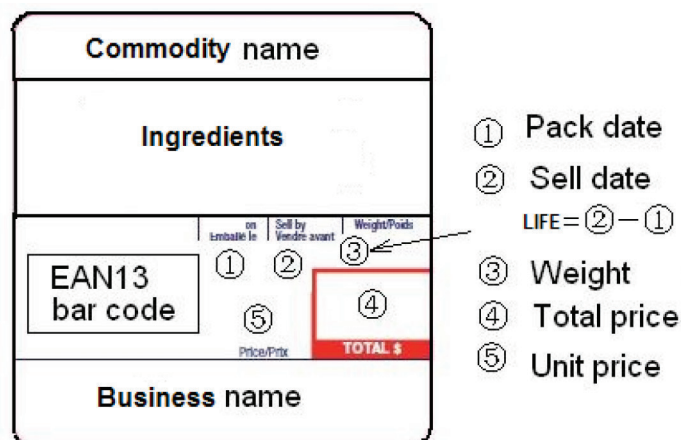 Commodity name
Ingredients
on Sell by Weight/Poids
Emballé le Vendre avant
① ② ③
EAN13
bar code
④
⑤
Price/Prix TOTAL $
Business name
① Pack date
② Sell date
LIFE=②-①
③ Weight
④ Total price
⑤ Unit price